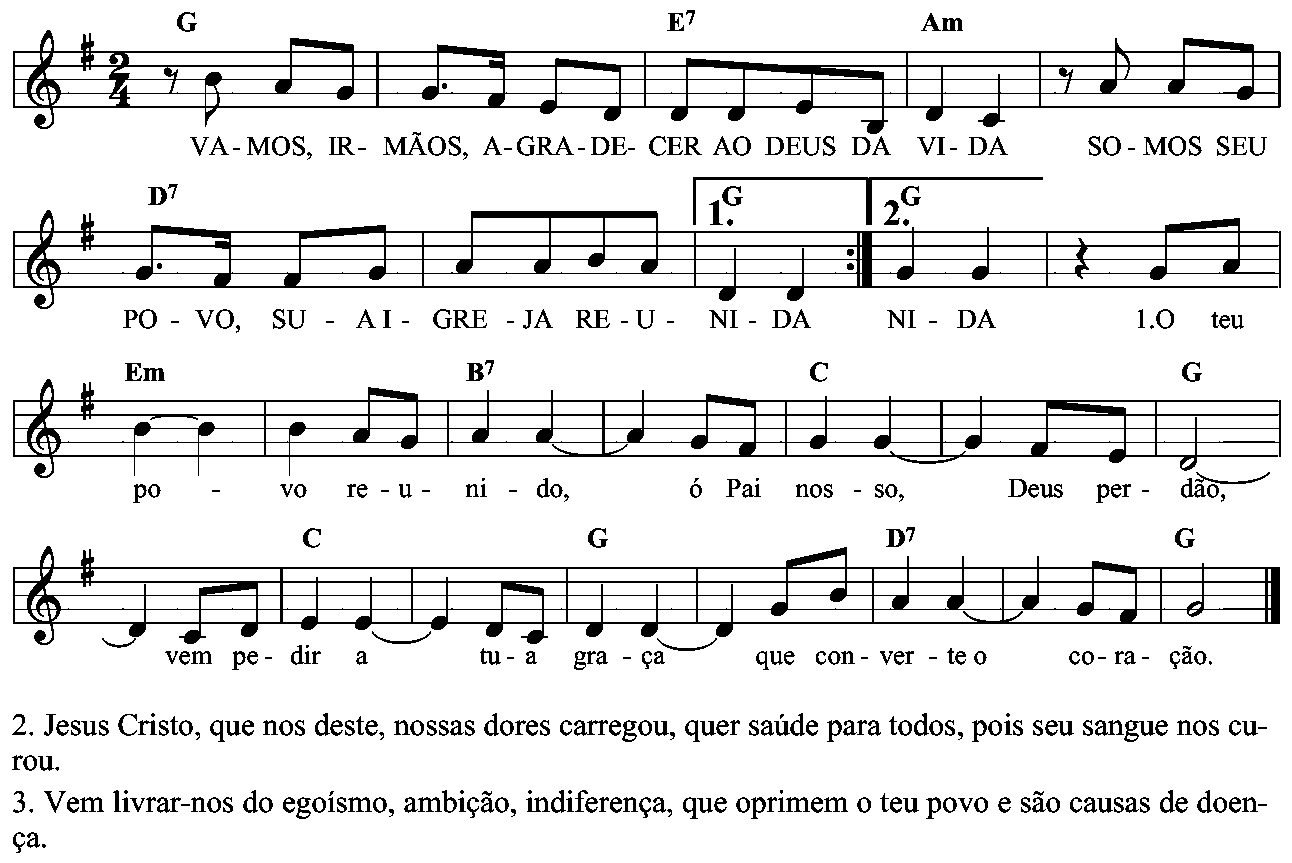 G E7 Am
2
4
VA-MOS, IR- MÃOS, A-GRA-DE- CER AO DEUS DA VI-DA SO-MOS SEU
D7 G G
1. 2.
PO-VO, SU-A I- GREJA RE-U- NI-DA NI-DA 1.O teu
Em B7 C G
po - vo re-u-ni-do, ó Pai nos-so, Deus per-dão,
C G D7 G
vem pe-dir a tu-a gra-ça que con-ver-te o co-ra-ção.
2. Jesus Cristo, que nos deste, nossas dores carregou, quer saúde para todos, pois seu sangue nos cu-
rou.
3. Vem livrar-nos do egoísmo, ambição, indiferença, que oprimem o teu povo e são causas de doen-
ça.